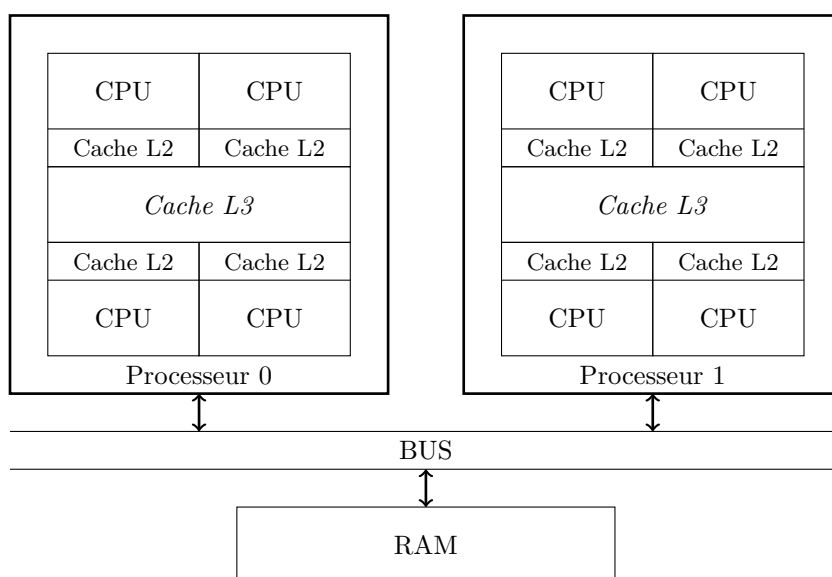 CPU CPU CPU CPU
Cache L2 Cache L2 Cache L2 Cache L2
Cache L3 Cache L3
Cache L2 Cache L2 Cache L2 Cache L2
CPU CPU CPU CPU
Processeur 0 Processeur 1
BUS
RAM